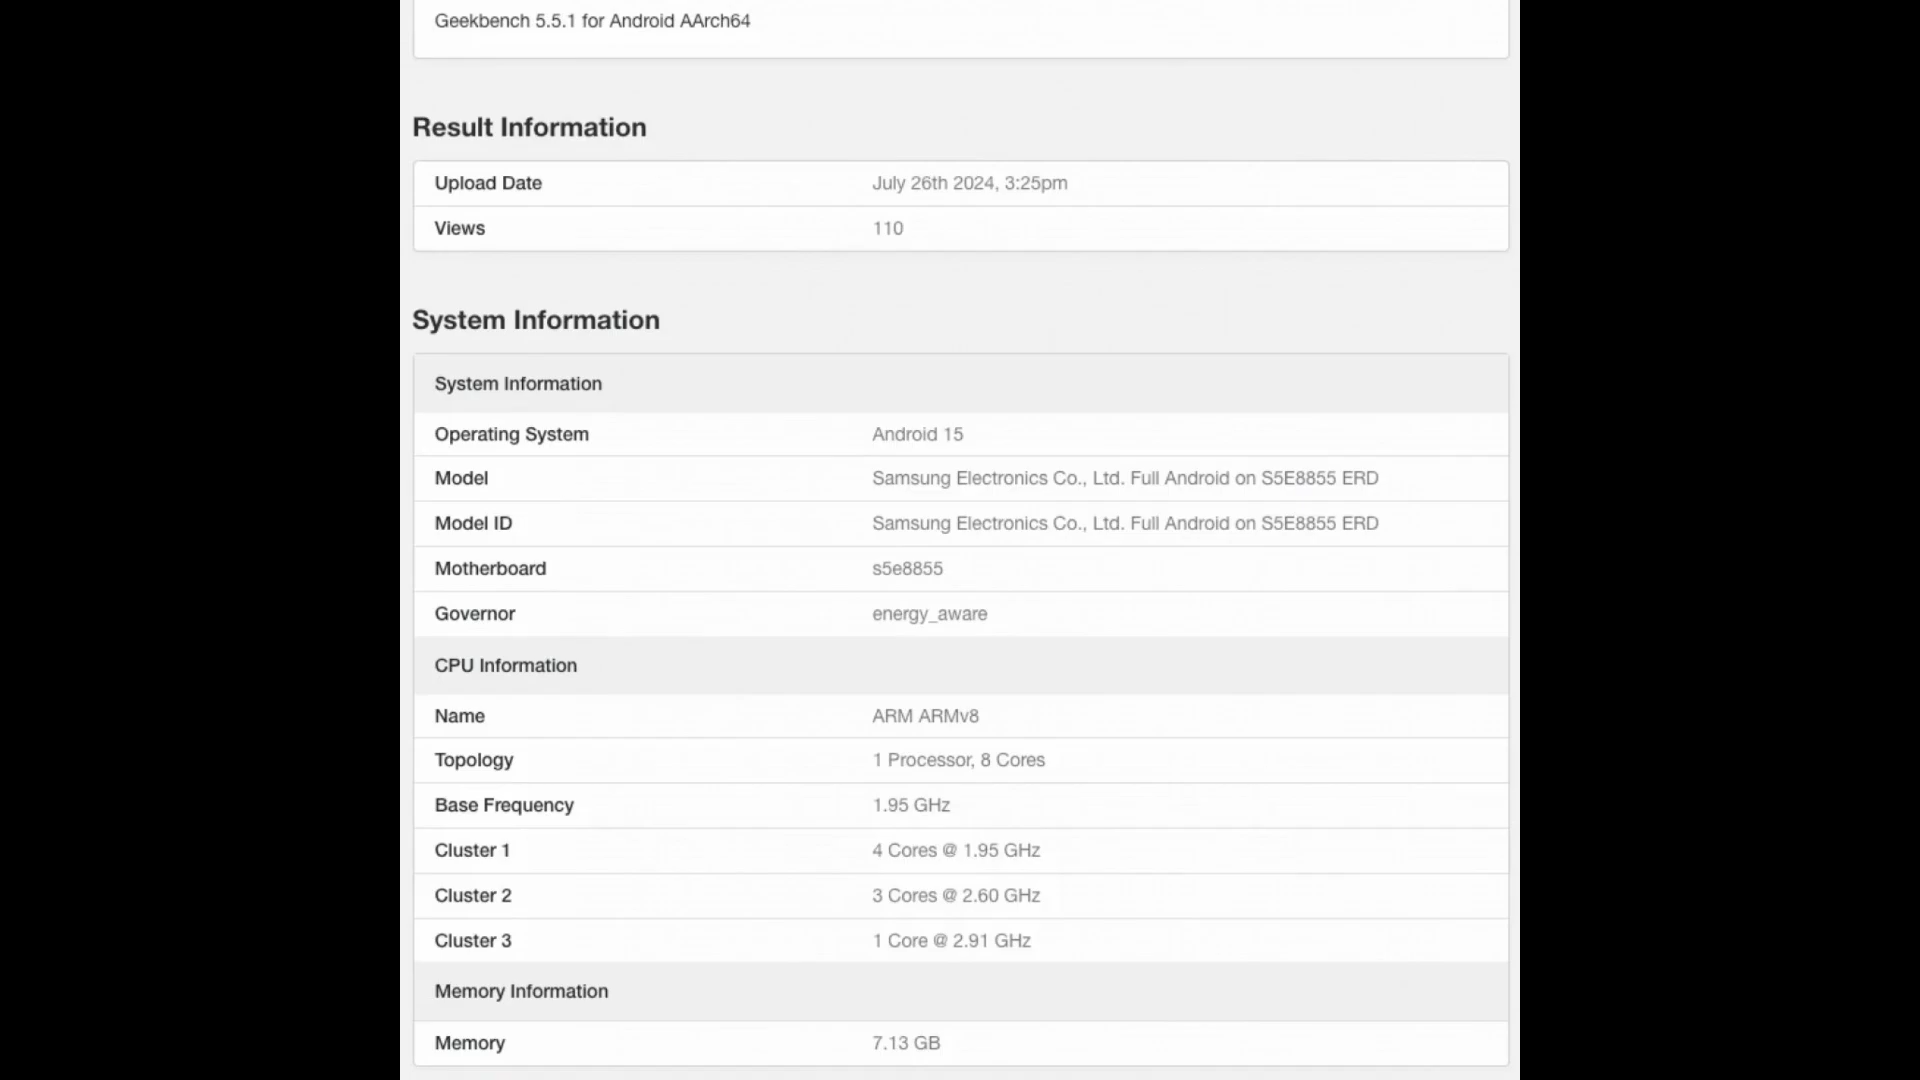 Geekbench 5.5.1 for Android AArch64
Result Information
Upload Date July 26th 2024, 3:25pm
Views 110
System Information
System Information
Operating System Android 15
Model Samsung Electronics Co., Ltd. Full Android on S5E8855 ERD
Model ID Samsung Electronics Co., Ltd. Full Android on S5E8855 ERD
Motherboard s5e8855
Governor energy_aware
CPU Information
Name ARM ARMv8
Topology 1 Processor, 8 Cores
Base Frequency 1.95 GHz
Cluster 1 4 Cores @ 1.95 GHz
Cluster 2 3 Cores @ 2.60 GHz
Cluster 3 1 Core @ 2.91 GHz
Memory Information
Memory 7.13 GB